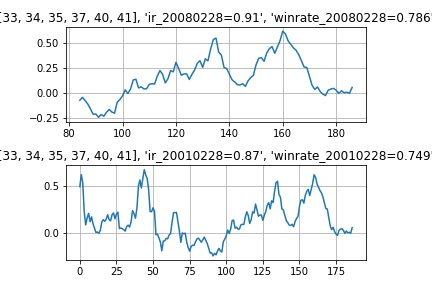 [33, 34, 35, 37, 40, 41], 'ir_20080228=0.91', 'winrate_20080228=0.786'
0.50
0.25
0.00
−0.25
80 100 120 140 160 180
[33, 34, 35, 37, 40, 41], 'ir_20010228=0.87', 'winrate_20010228=0.749'
0.5
0.0
0 25 50 75 100 125 150 175